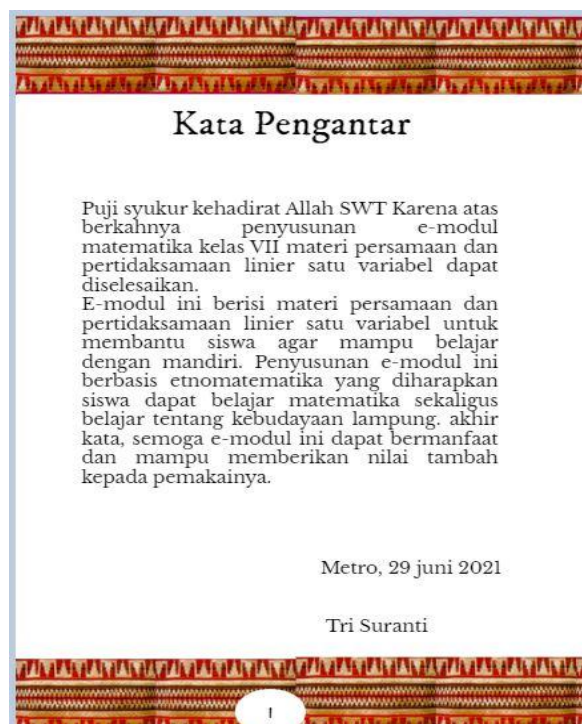 Kata Pengantar
Puji syukur kehadirat Allah SWT Karena atas
berkahnya penyusunan e-modul
matematika kelas VII materi persamaan dan
pertidaksamaan linier satu variabel dapat
diselesaikan.
E-modul ini berisi materi persamaan dan
pertidaksamaan linier satu variabel untuk
membantu siswa agar mampu belajar
dengan mandiri. Penyusunan e-modul ini
berbasis etnomatematika yang diharapkan
siswa dapat belajar matematika sekaligus
belajar tentang kebudayaan lampung. akhir
kata, semoga e-modul ini dapat bermanfaat
dan mampu memberikan nilai tambah
kepada pemakainya.
Metro, 29 juni 2021
Tri Suranti
I